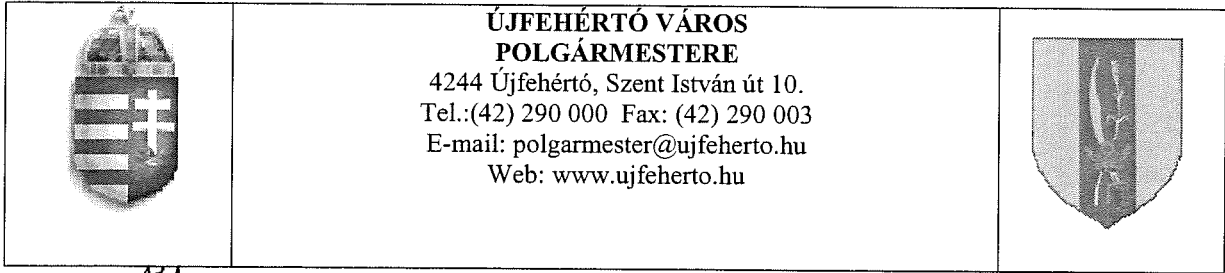 ÚJFEHÉRTÓ VÁROS
POLGÁRMESTERE
4244 Újfehértó, Szent István út 10.
Tel.:(42) 290 000 Fax: (42) 290 003
E-mail: polgarmester@ujfeherto.hu
Web: www.ujfeherto.hu